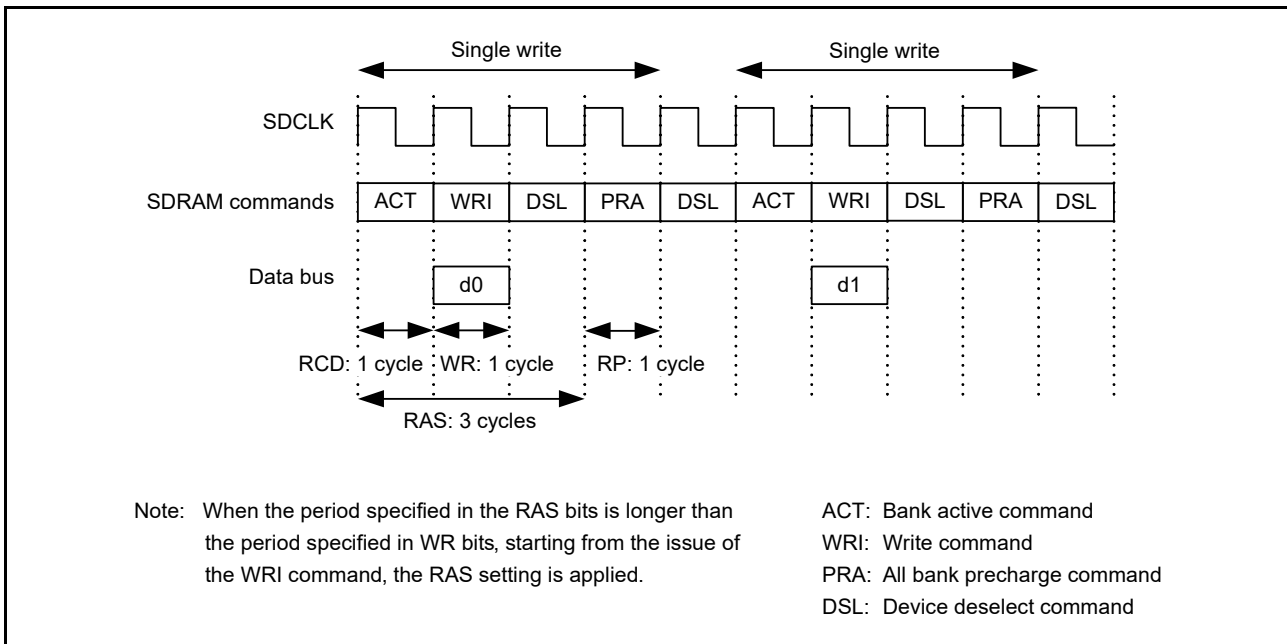 Single write Single write
SDCLK
SDRAM commands ACT WRI DSL PRA DSL ACT WRI DSL PRA DSL
Data bus d0 d1
RCD: 1 cycle WR: 1 cycle RP: 1 cycle
RAS: 3 cycles
Note: When the period specified in the RAS bits is longer than
the period specified in WR bits, starting from the issue of
the WRI command, the RAS setting is applied.
ACT: Bank active command
WRI: Write command
PRA: All bank precharge command
DSL: Device deselect command